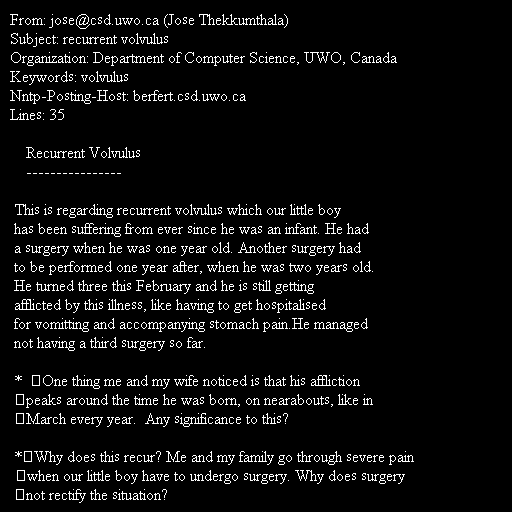 From: jose@csd.uwo.ca (Jose Thekkumthala)
Subject: recurrent volvulus
Organization: Department of Computer Science, UWO, Canada
Keywords: volvulus
Nntp-Posting-Host: berfert.csd.uwo.ca
Lines: 35
Recurrent Volvulus
----------------
This is regarding recurrent volvulus which our little boy
has been suffering from ever since he was an infant. He had
a surgery when he was one year old. Another surgery had
to be performed one year after, when he was two years old.
He turned three this February and he is still getting
afflicted by this illness, like having to get hospitalised
for vomitting and accompanying stomach pain.He managed
not having a third surgery so far.
* One thing me and my wife noticed is that his affliction
peaks around the time he was born, on nearabouts, like in
March every year. Any significance to this?
* Why does this recur? Me and my family go through severe pain
when our little boy have to undergo surgery. Why does surgery
not rectify the situation?